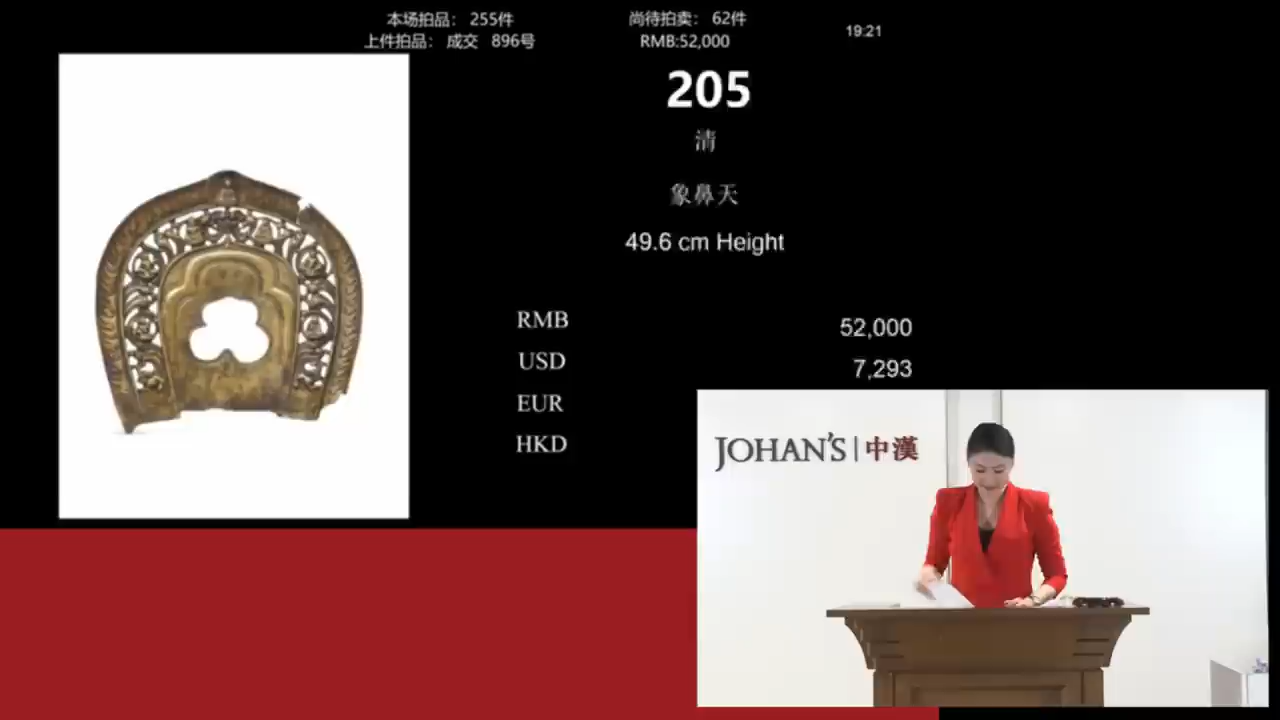 本场拍品： 255件
尚待拍卖： 62件
上件拍品： 成交 896号
RMB:52,000
19:21
205
清
象鼻天
49.6 cm Height
RMB 52,000
USD 7,293
EUR
HKD
JOHAN'S | 中漢